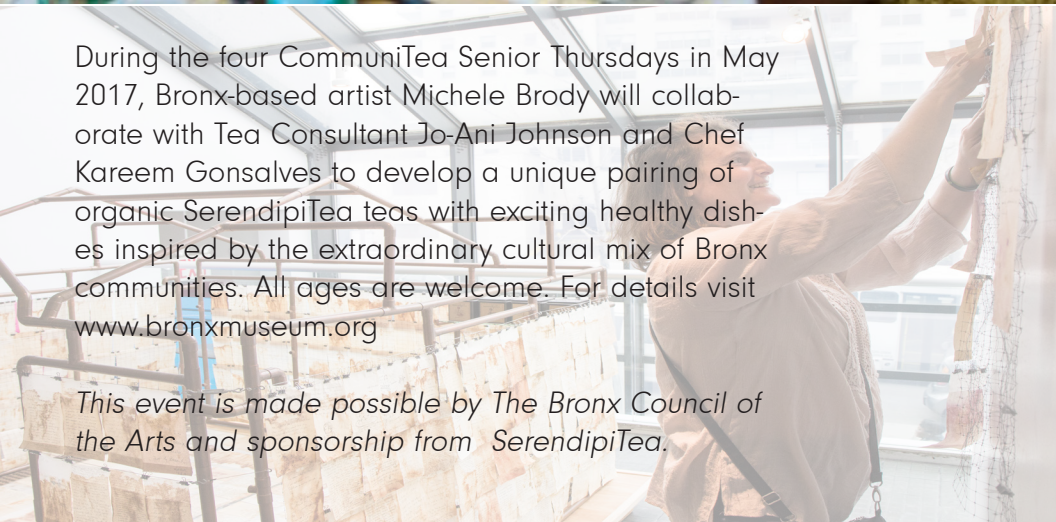 During the four CommuniTea Senior Thursdays in May
2017, Bronx-based artist Michele Brody will collab-
orate with Tea Consultant Jo-Ani Johnson and Chef
Kareem Gonsalves to develop a unique pairing of
organic SerendipiTea teas with exciting healthy dish-
es inspired by the extraordinary cultural mix of Bronx
communities. All ages are welcome. For details visit
www.bronxmuseum.org
This event is made possible by The Bronx Council of
the Arts and sponsorship from  SerendipiTea.